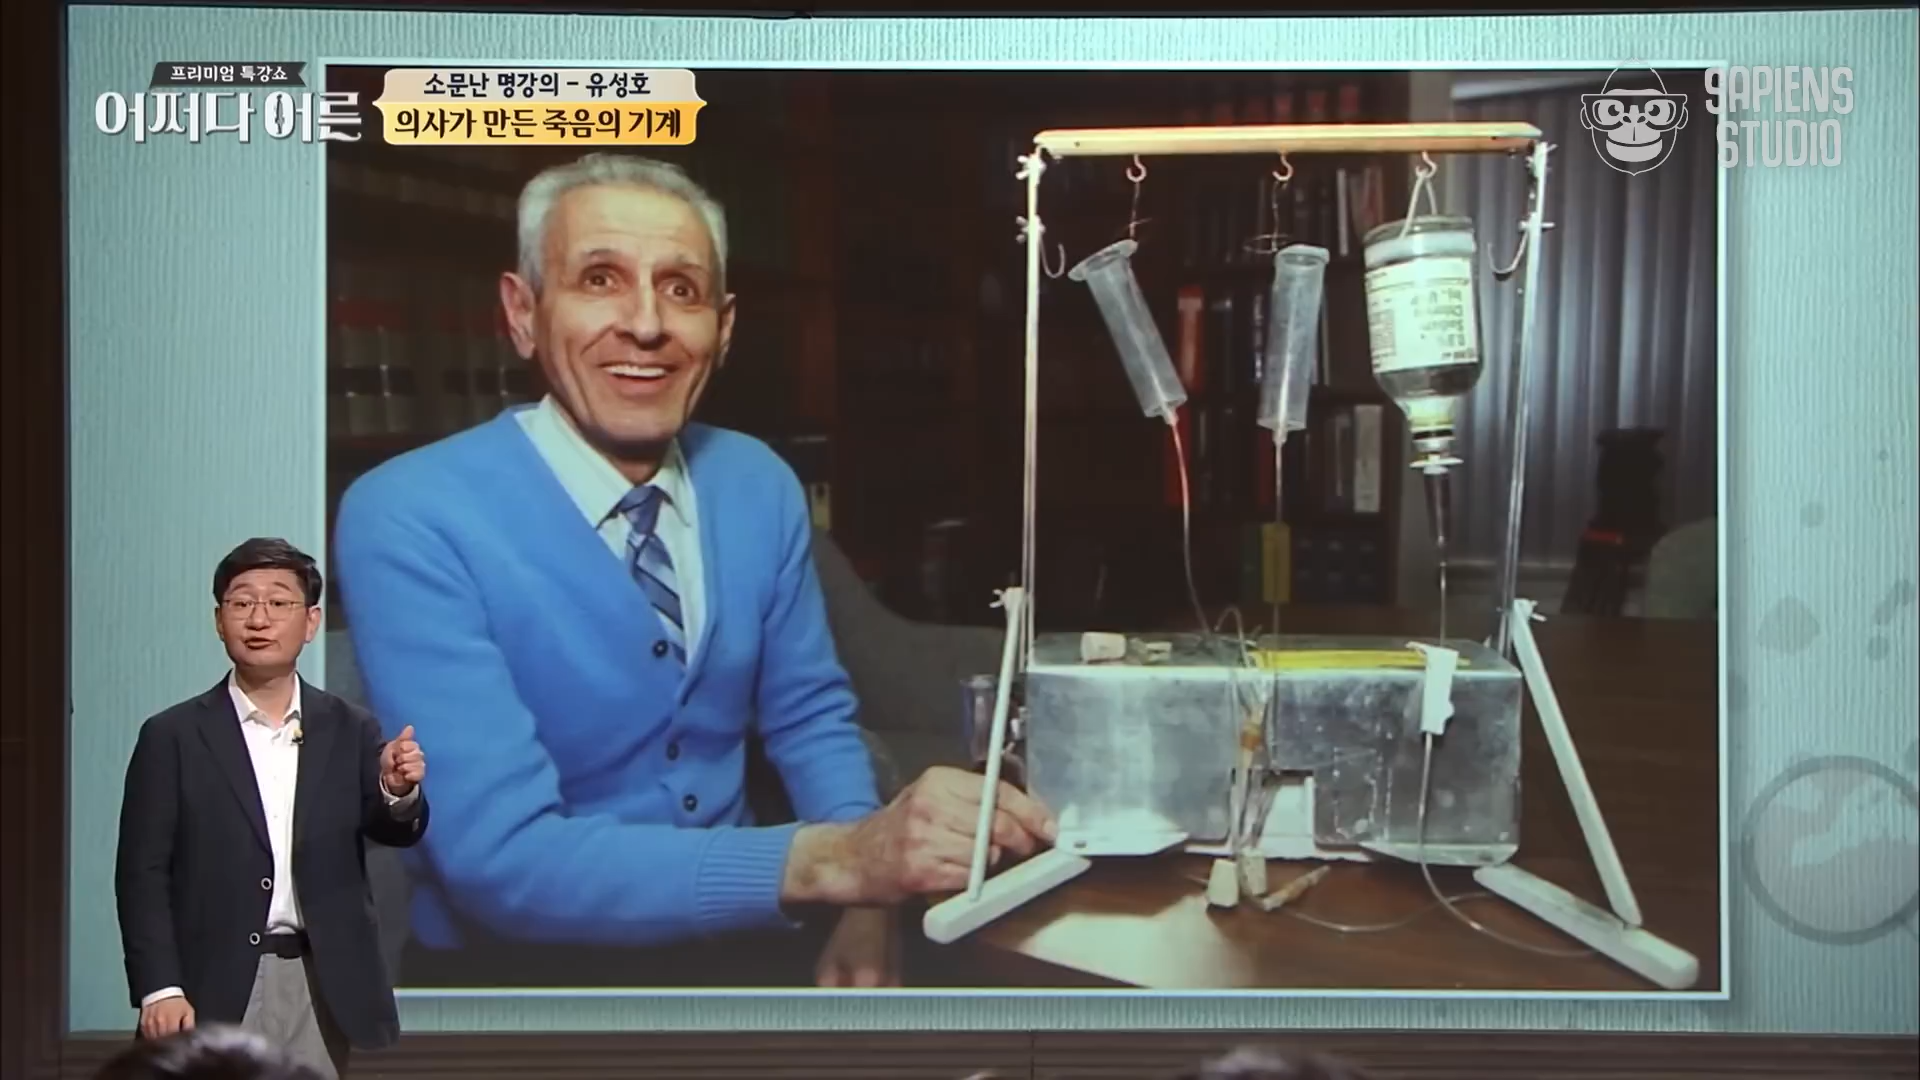 프리미엄 특강쇼
어쩌다 어른
소문난 명강의 - 유성호
의사가 만든 죽음의 기계
SAPIENS
STUDIO